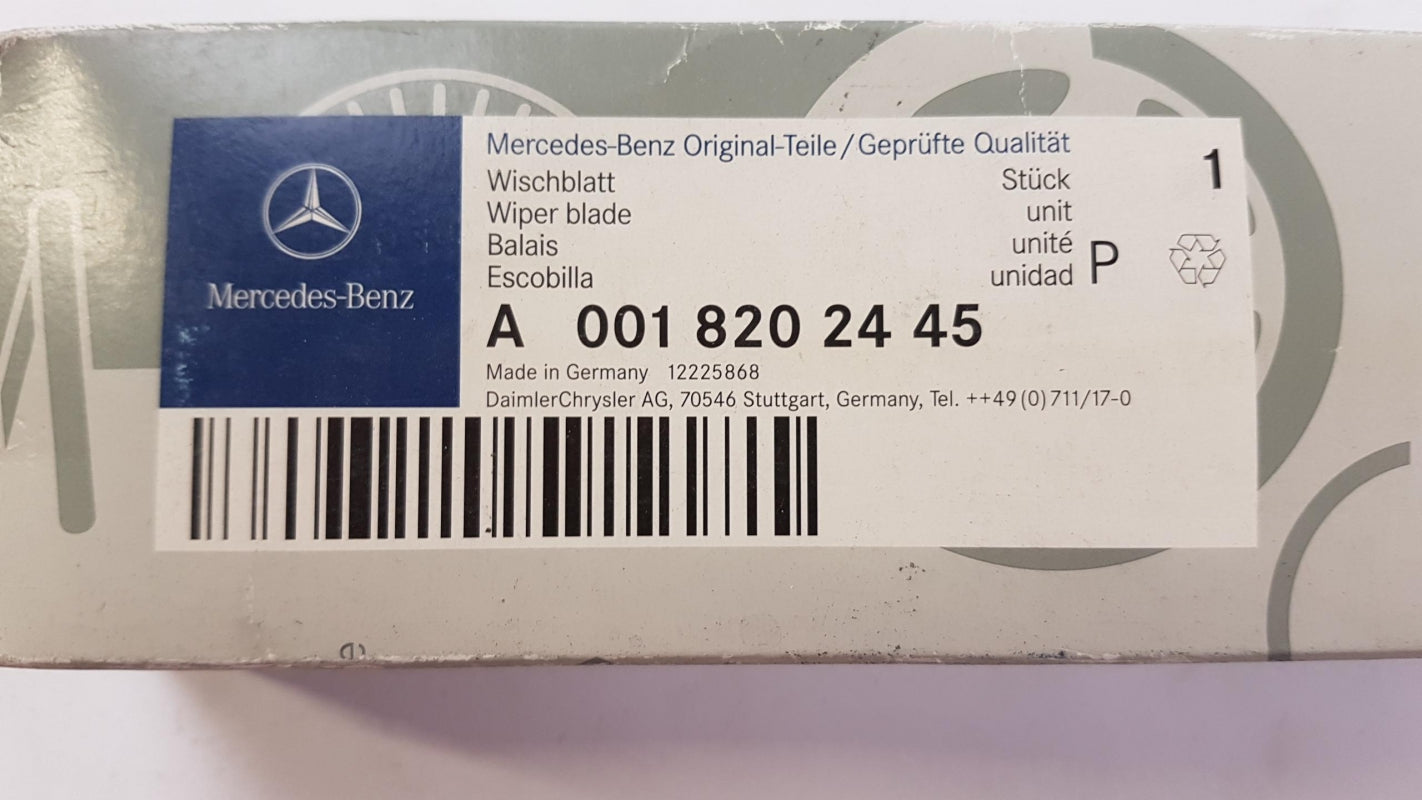 Mercedes-Benz
Mercedes-Benz Original-Teile/Geprüfte Qualität
Wischblatt
Wiper blade
Balais
Escobilla
Stück
unit
unité
unidad
P
1
A 001 820 24 45
Made in Germany 12225868
DaimlerChrysler AG, 70546 Stuttgart, Germany, Tel. ++49(0)711/17-0